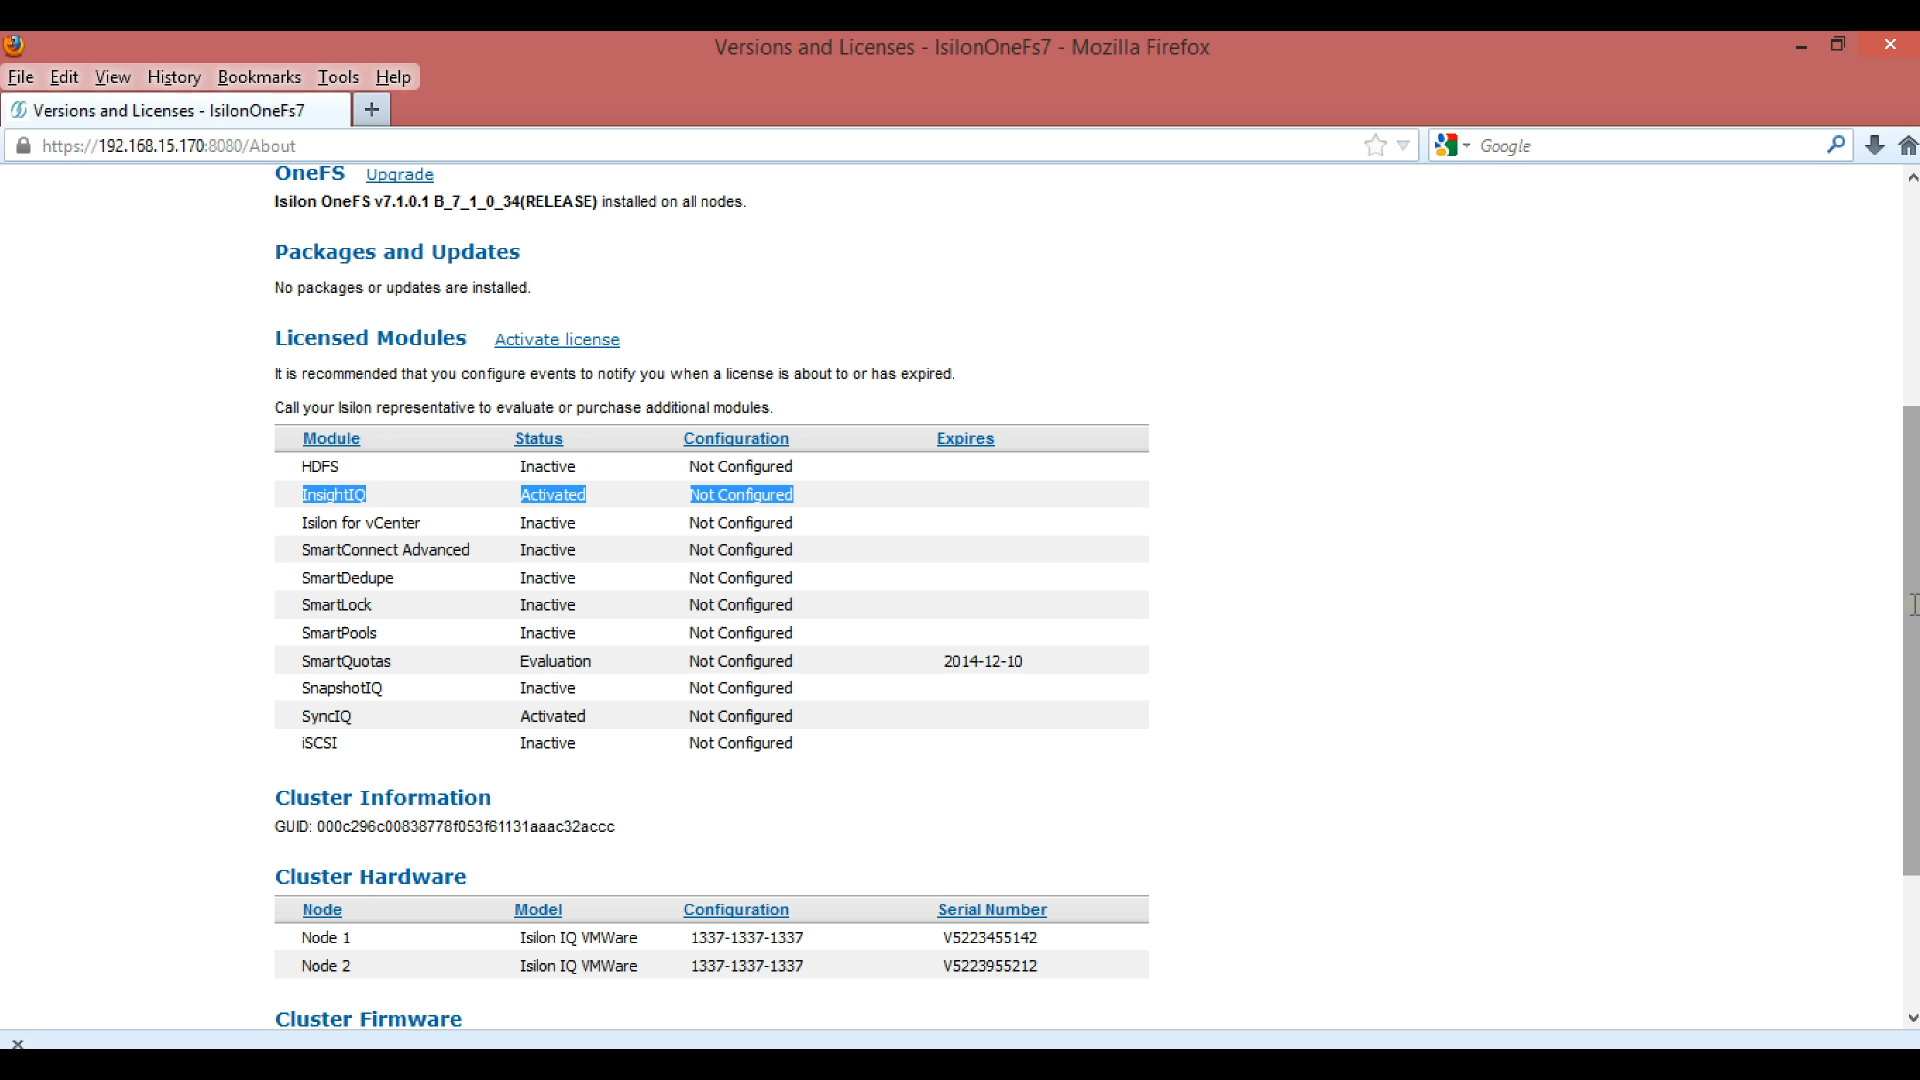 Versions and Licenses - IsilonOneFs7 - Mozilla Firefox
File Edit View History Bookmarks Tools Help
Versions and Licenses - IsilonOneFs7 +
https://192.168.15.170:8080/About Google
OneFS Upgrade
Isilon OneFS v7.1.0.1 B_7_1_0_34(RELEASE) installed on all nodes.
Packages and Updates
No packages or updates are installed.
Licensed Modules Activate license
It is recommended that you configure events to notify you when a license is about to or has expired.
Call your Isilon representative to evaluate or purchase additional modules.
Module Status Configuration Expires
HDFS Inactive Not Configured
InsightIQ Activated Not Configured
Isilon for vCenter Inactive Not Configured
SmartConnect Advanced Inactive Not Configured
SmartDedupe Inactive Not Configured
SmartLock Inactive Not Configured
SmartPools Inactive Not Configured
SmartQuotas Evaluation Not Configured 2014-12-10
SnapshotIQ Inactive Not Configured
SyncIQ Activated Not Configured
iSCSI Inactive Not Configured
Cluster Information
GUID: 000c296c00838778f053f61131aaac32accc
Cluster Hardware
Node Model Configuration Serial Number
Node 1 Isilon IQ VMWare 1337-1337-1337 V5223455142
Node 2 Isilon IQ VMWare 1337-1337-1337 V5223955212
Cluster Firmware